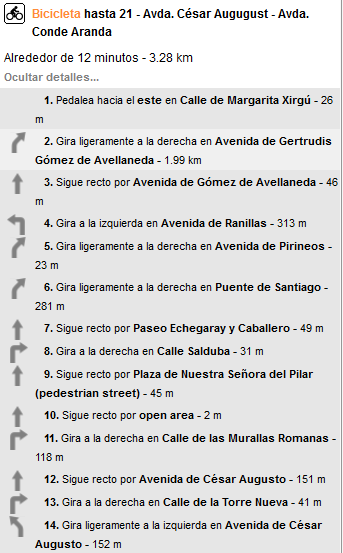 Bicicleta hasta 21 - Avda. César Augugust - Avda.
Conde Aranda
Alrededor de 12 minutos - 3.28 km
Ocultar detalles...
1. Pedalea hacia el este en Calle de Margarita Xirgú - 26
m
2. Gira ligeramente a la derecha en Avenida de Gertrudis
Gómez de Avellaneda - 1.99 km
3. Sigue recto por Avenida de Gómez de Avellaneda - 46
m
4. Gira a la izquierda en Avenida de Ranillas - 313 m
5. Gira ligeramente a la derecha en Avenida de Pirineos -
23 m
6. Gira ligeramente a la derecha en Puente de Santiago -
281 m
7. Sigue recto por Paseo Echegaray y Caballero - 49 m
8. Gira a la derecha en Calle Salduba - 31 m
9. Sigue recto por Plaza de Nuestra Señora del Pilar
(pedestrian street) - 45 m
10. Sigue recto por open area - 2 m
11. Gira a la derecha en Calle de las Murallas Romanas -
118 m
12. Sigue recto por Avenida de César Augusto - 151 m
13. Gira a la derecha en Calle de la Torre Nueva - 41 m
14. Gira ligeramente a la izquierda en Avenida de César
Augusto - 152 m